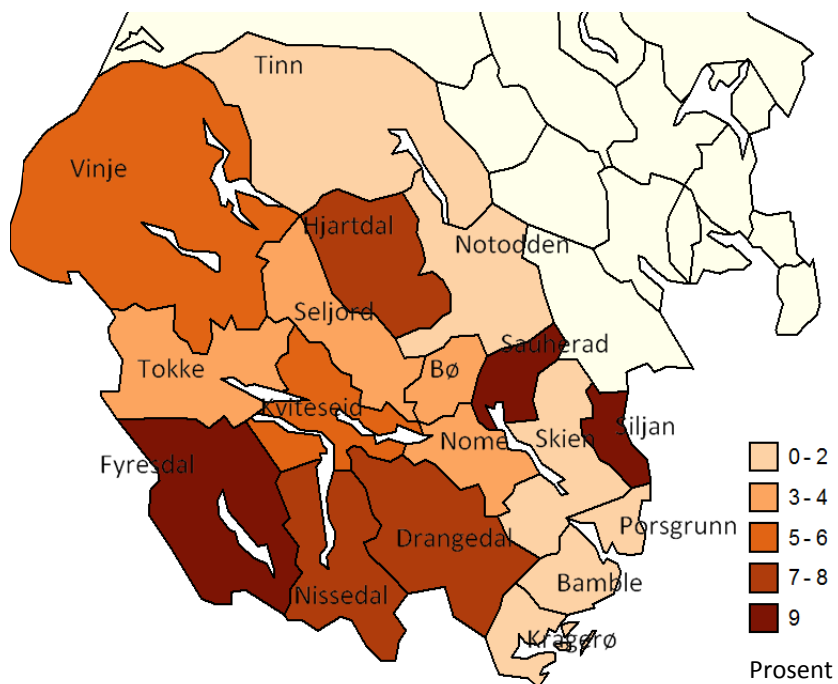 Tinn
Vinje
Hjartdal
Notodden
Seljord
Sauherad
Tokke
Bø
Kviteseid
Siljan
Nome
Skien
Fyresdal
Porsgrunn
Drangedal
Bamble
Nissedal
Kragerø
0 - 2
3 - 4
5 - 6
7 - 8
9
Prosent